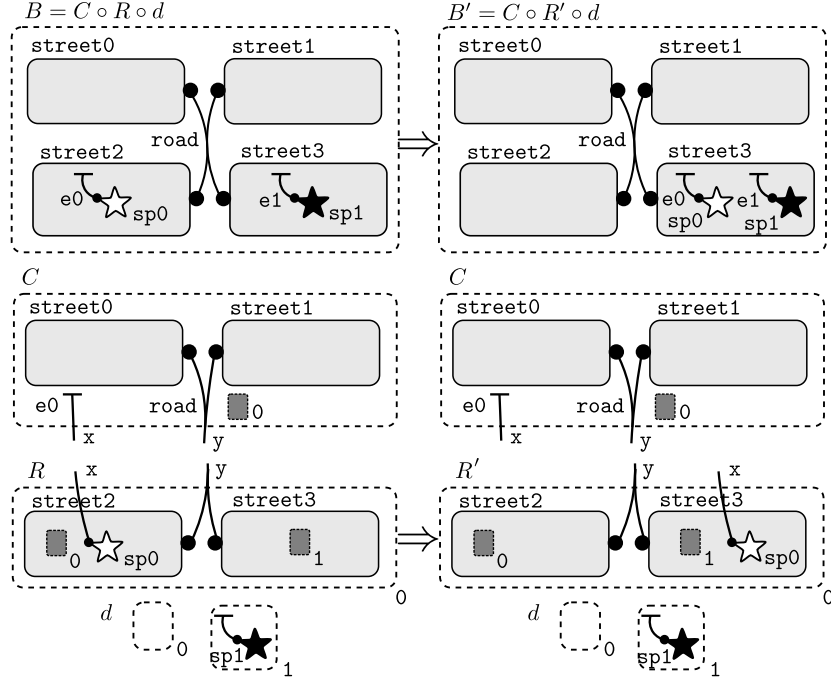 B = C ∘ R ∘ d
B′ = C ∘ R′ ∘ d
street0 street1
street0 street1
road
road
street2 street3
street2 street3
e0 sp0 e1 sp1
e0 sp0 e1 sp1
⟹
C
C
street0 street1
street0 street1
e0 road 0
e0 road 0
x y
x y
R x y
R′ y x
street2 street3
street2 street3
0 sp0 1
0 1 sp0
⟹
0
0
d 0 sp1 1
d 0 sp1 1